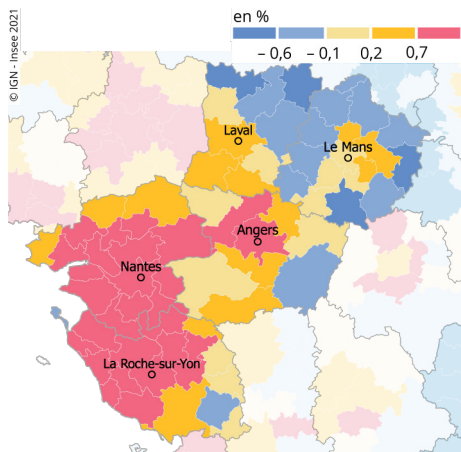 © IGN - Insee 2021
en %
– 0,6 – 0,1 0,2 0,7
Laval
Le Mans
Angers
Nantes
La Roche-sur-Yon